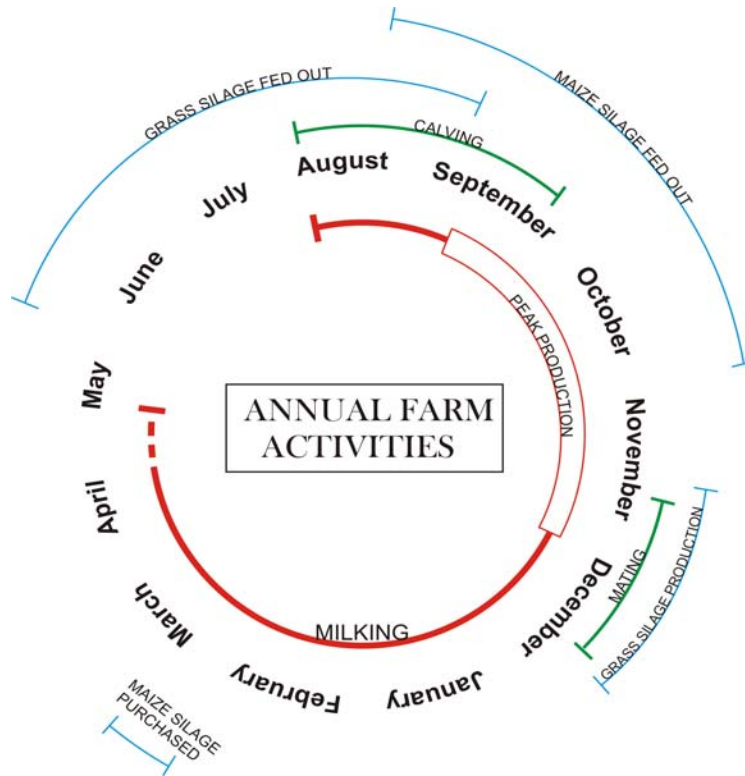 MAIZE SILAGE FED OUT
GRASS SILAGE FED OUT
CALVING
August
September
July
June
October
PEAK PRODUCTION
May
ANNUAL FARM
ACTIVITIES
November
April
GRASS SILAGE PRODUCTION
MATING
December
March
MILKING
January
February
MAIZE SILAGE
PURCHASED